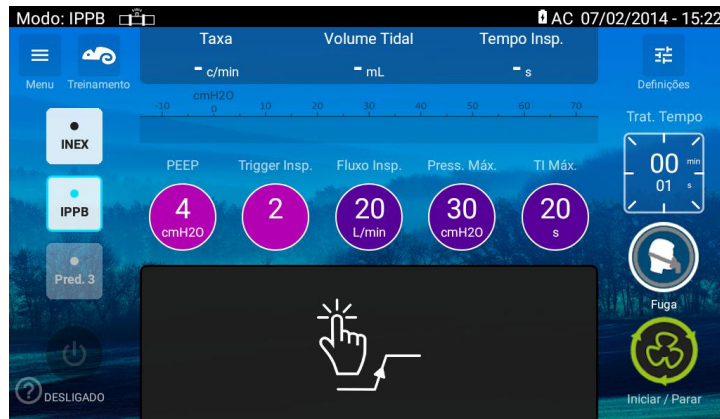 Modo: IPPB
AC 07/02/2014 - 15:22
Menu
Treinamento
Taxa
- c/min
Volume Tidal
- mL
Tempo Insp.
- s
Definições
cmH2O
-10 0 10 20 30 40 50 60 70
INEX
IPPB
Pred. 3
DESLIGADO
?
PEEP
4
cmH2O
Trigger Insp.
2
Fluxo Insp.
20
L/min
Press. Máx.
30
cmH2O
TI Máx.
20
s
Trat. Tempo
00 min
01 s
Fuga
Iniciar / Parar